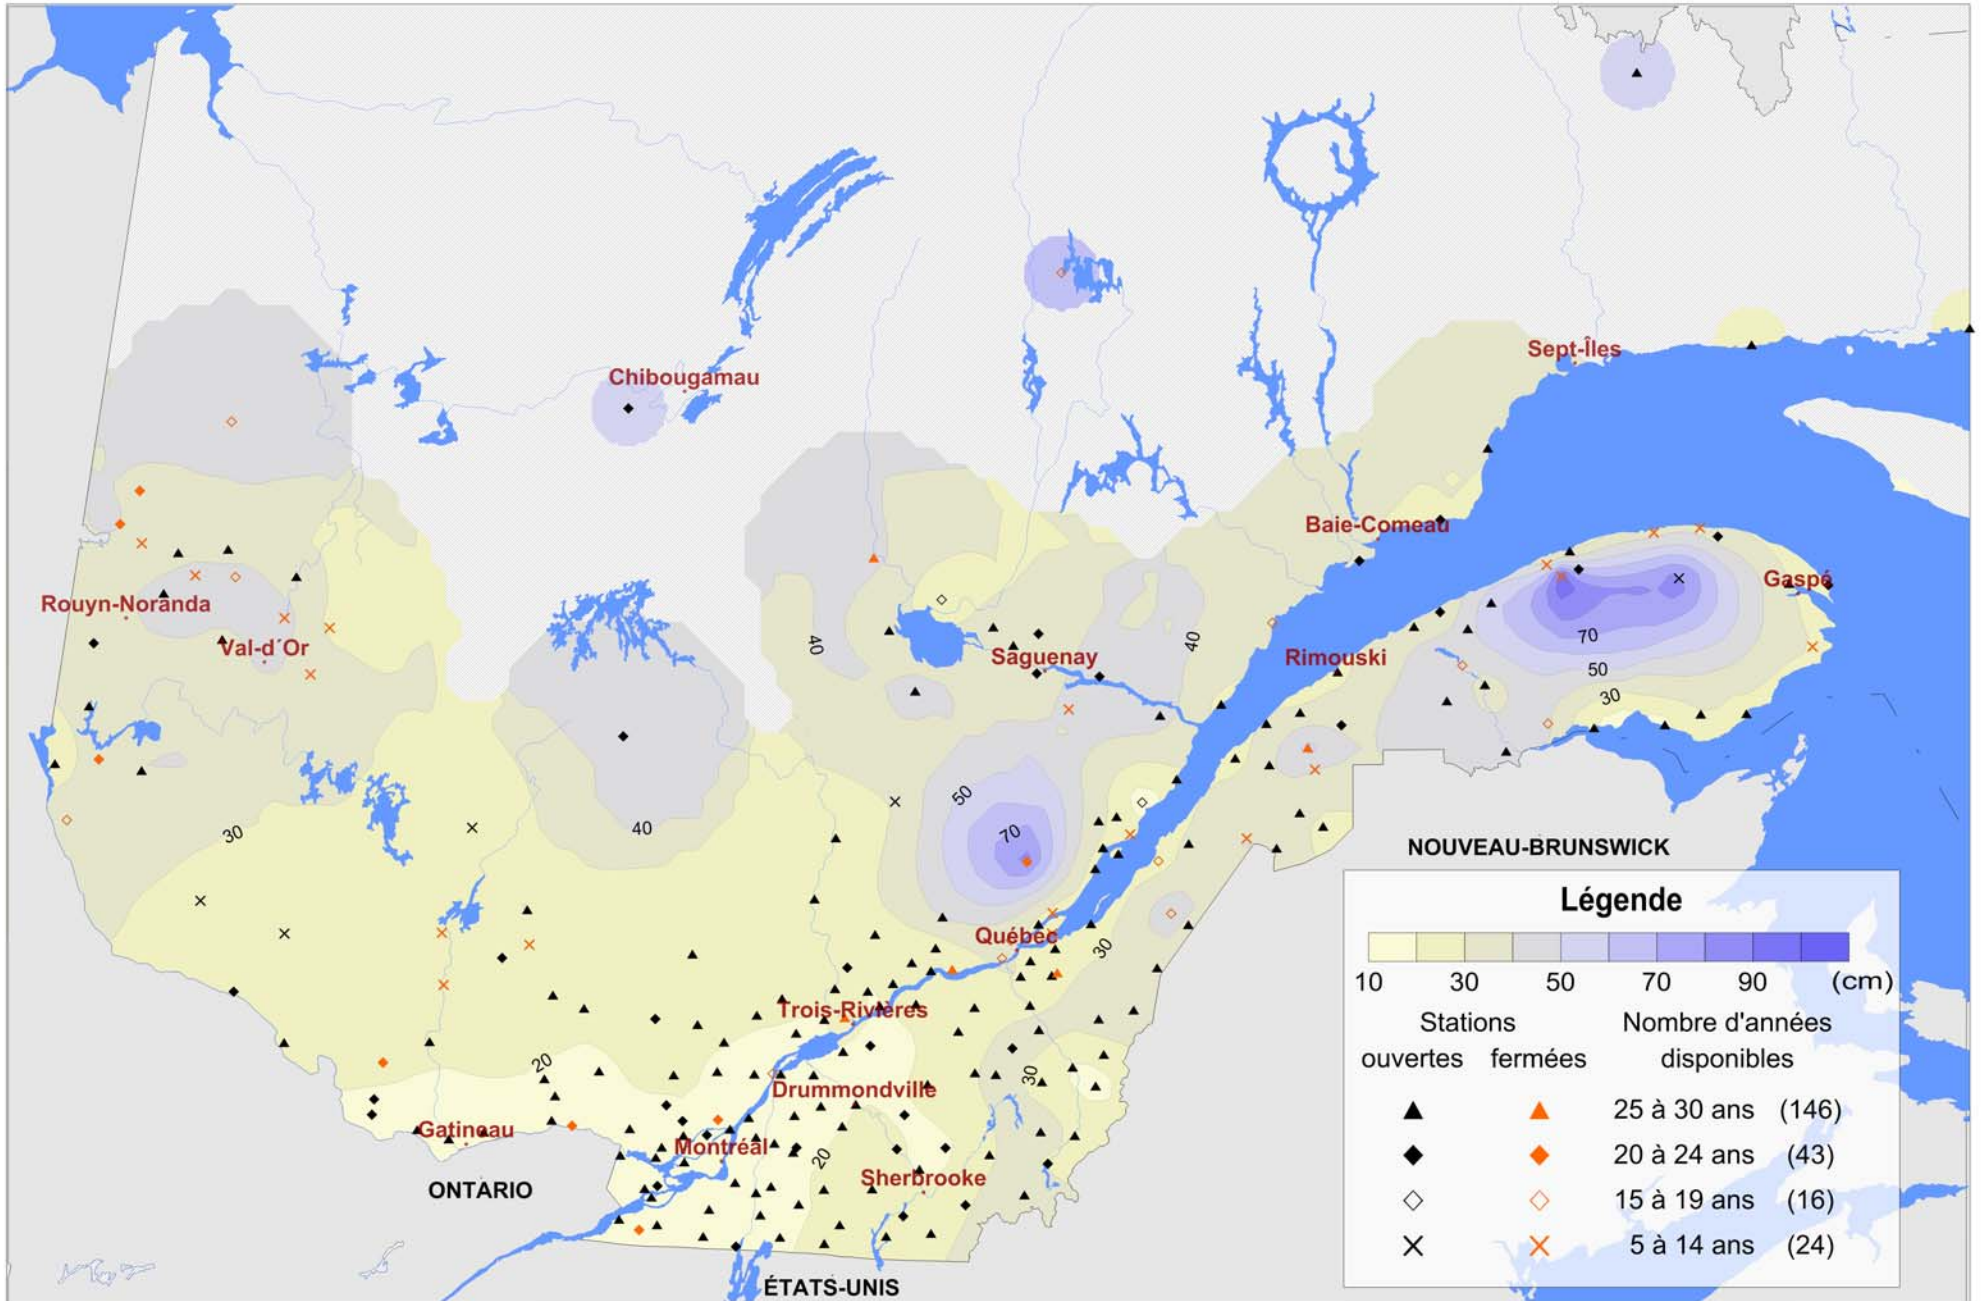 Sept-Îles
Chibougamau
Baie-Comeau
Gaspé
Rouyn-Noranda
Val-d´Or
40
40
Saguenay
Rimouski
70
50
30
50
70
30
40
NOUVEAU-BRUNSWICK
Québec
30
Trois-Rivières
20
30
Drummondville
Gatineau
Montréal
20
Sherbrooke
ONTARIO
ÉTATS-UNIS
Légende
10 30 50 70 90 (cm)
Stations Nombre d'années
ouvertes fermées disponibles
25 à 30 ans (146)
20 à 24 ans (43)
15 à 19 ans (16)
5 à 14 ans (24)